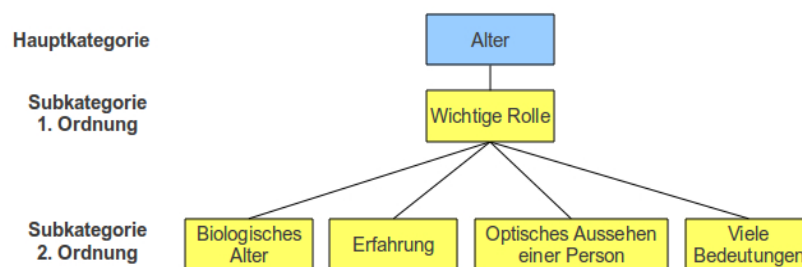 Hauptkategorie
Alter
Subkategorie
1. Ordnung
Wichtige Rolle
Subkategorie
2. Ordnung
Biologisches
Alter
Erfahrung
Optisches Aussehen
einer Person
Viele
Bedeutungen